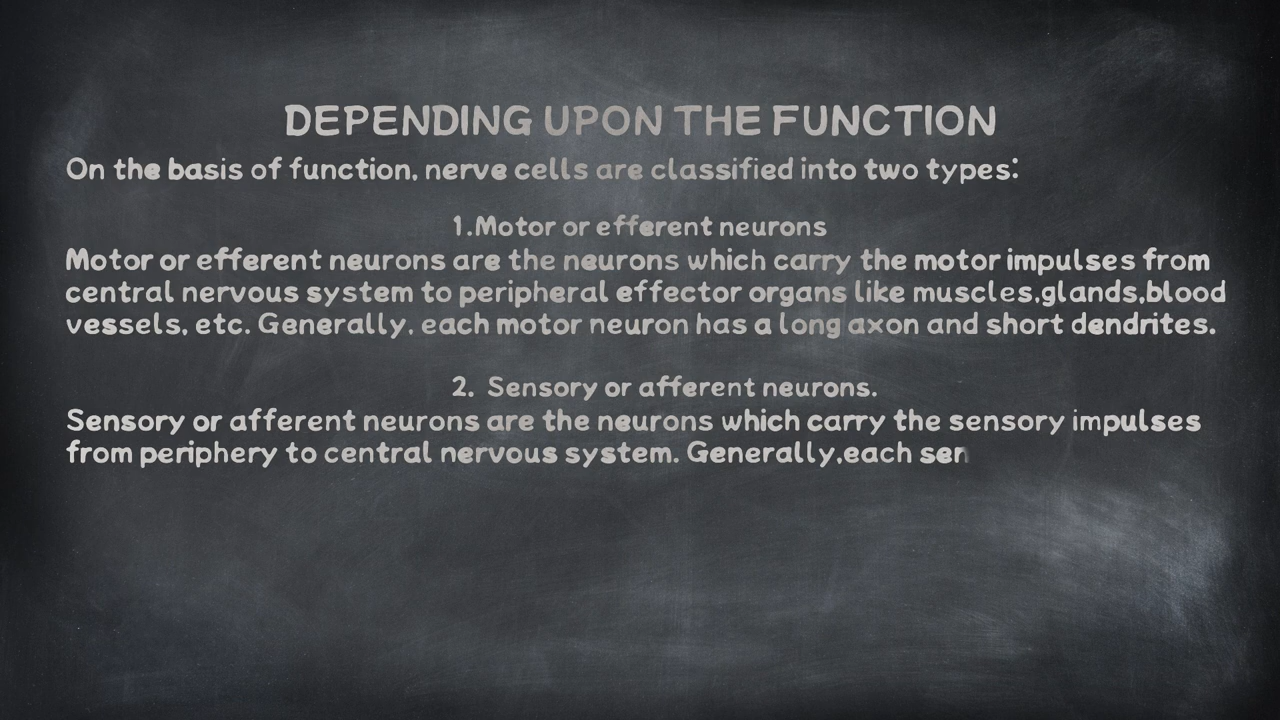 DEPENDING UPON THE FUNCTION
On the basis of function, nerve cells are classified into two types:
1.Motor or efferent neurons
Motor or efferent neurons are the neurons which carry the motor impulses from
central nervous system to peripheral effector organs like muscles,glands,blood
vessels, etc. Generally, each motor neuron has a long axon and short dendrites.
2. Sensory or afferent neurons.
Sensory or afferent neurons are the neurons which carry the sensory impulses
from periphery to central nervous system. Generally,each sen